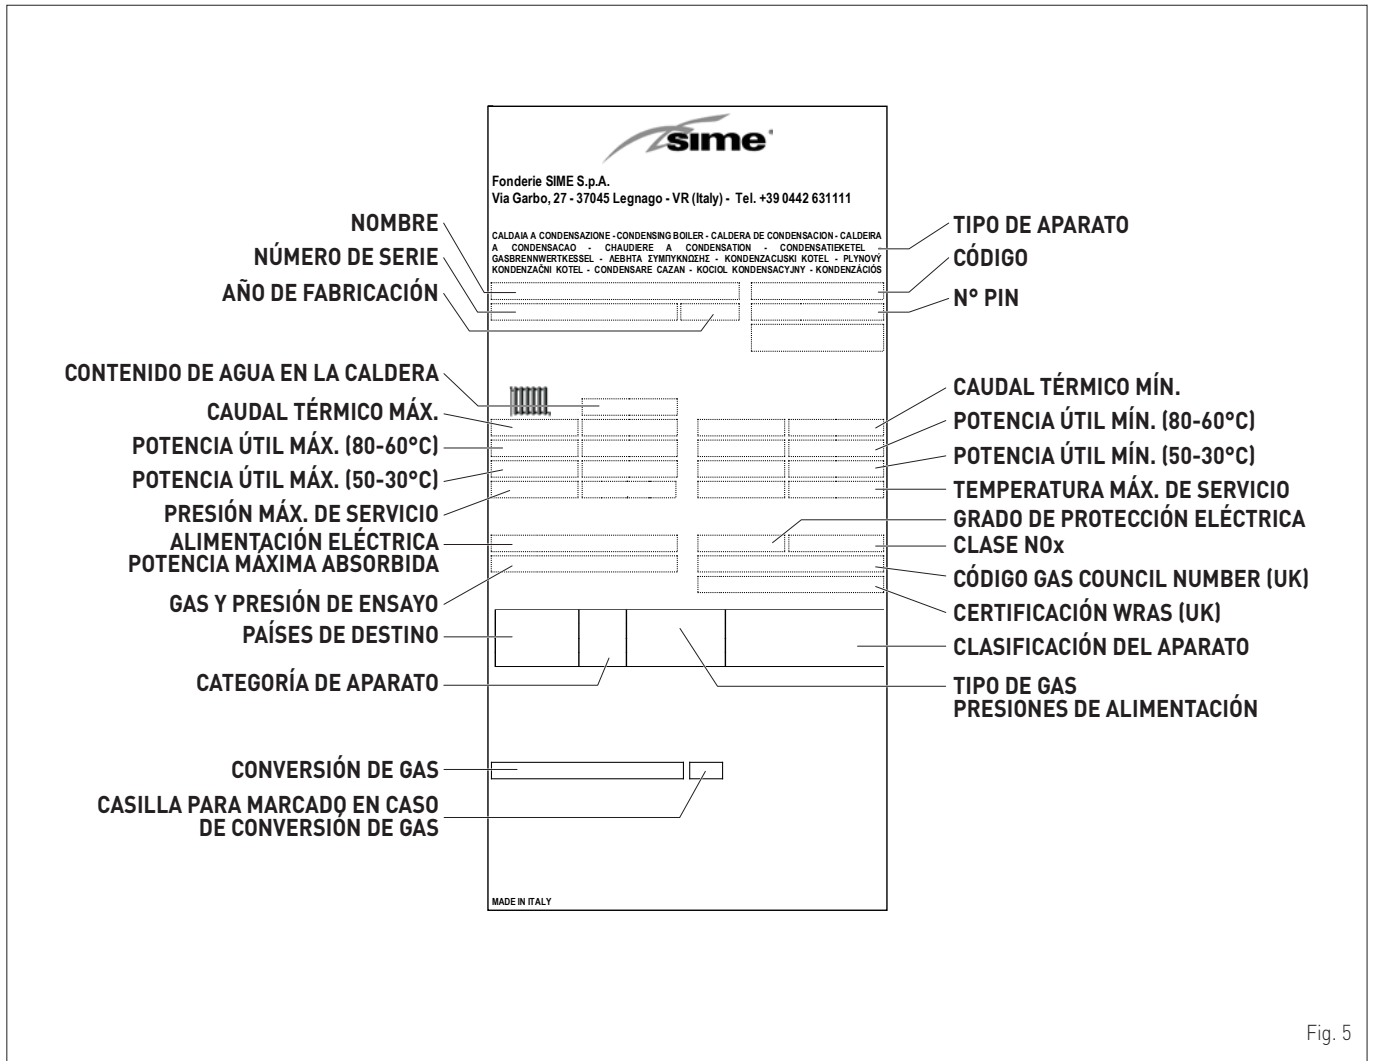 sime
Fonderie SIME S.p.A.
Via Garbo, 27 - 37045 Legnago - VR (Italy) - Tel. +39 0442 631111
CALDAIA A CONDENSAZIONE - CONDENSING BOILER - CALDERA DE CONDENSACION - CALDEIRA
A CONDENSACAO - CHAUDIERE A CONDENSATION - CONDENSATIEKETEL
GASBRENNWERTKESSEL - ΛΕΒΗΤΑ ΣΥΜΠΥΚΝΩΣΗΣ - KONDENZACIJSKI KOTEL - PLYNOVÝ
KONDENZAČNI KOTEL - CONDENSARE CAZAN - KOCIOL KONDENSACYJNY - KONDENZÁCIÓS
NOMBRE
NÚMERO DE SERIE
AÑO DE FABRICACIÓN
CONTENIDO DE AGUA EN LA CALDERA
CAUDAL TÉRMICO MÁX.
POTENCIA ÚTIL MÁX. (80-60°C)
POTENCIA ÚTIL MÁX. (50-30°C)
PRESIÓN MÁX. DE SERVICIO
ALIMENTACIÓN ELÉCTRICA
POTENCIA MÁXIMA ABSORBIDA
GAS Y PRESIÓN DE ENSAYO
PAÍSES DE DESTINO
CATEGORÍA DE APARATO
CONVERSIÓN DE GAS
CASILLA PARA MARCADO EN CASO
DE CONVERSIÓN DE GAS
TIPO DE APARATO
CÓDIGO
N° PIN
CAUDAL TÉRMICO MÍN.
POTENCIA ÚTIL MÍN. (80-60°C)
POTENCIA ÚTIL MÍN. (50-30°C)
TEMPERATURA MÁX. DE SERVICIO
GRADO DE PROTECCIÓN ELÉCTRICA
CLASE NOx
CÓDIGO GAS COUNCIL NUMBER (UK)
CERTIFICACIÓN WRAS (UK)
CLASIFICACIÓN DEL APARATO
TIPO DE GAS
PRESIONES DE ALIMENTACIÓN
MADE IN ITALY
Fig. 5